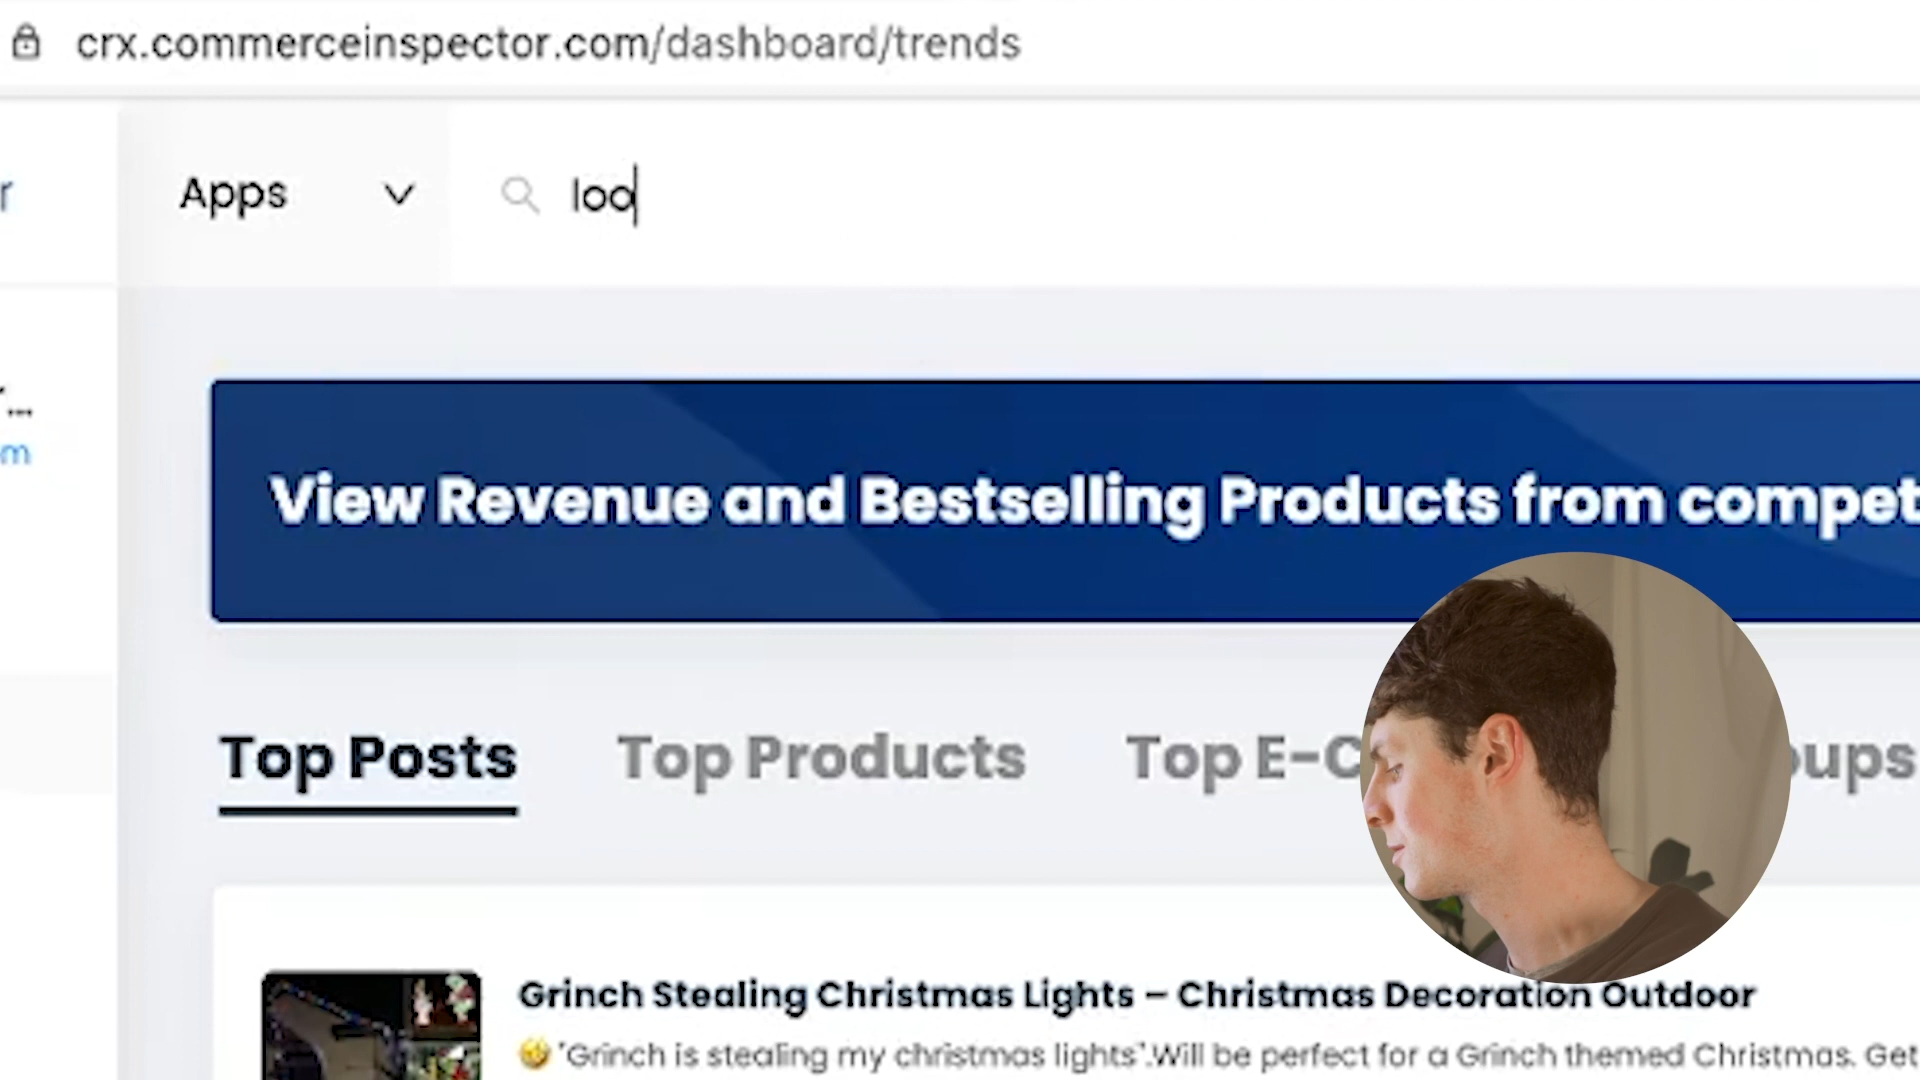 crx.commerceinspector.com/dashboard/trends
r
Apps
loo
...
m
View Revenue and Bestselling Products from compet
Top Posts
Top Products
Top E-C
oups
Grinch Stealing Christmas Lights – Christmas Decoration Outdoor
"Grinch is stealing my christmas lights".Will be perfect for a Grinch themed Christmas. Get